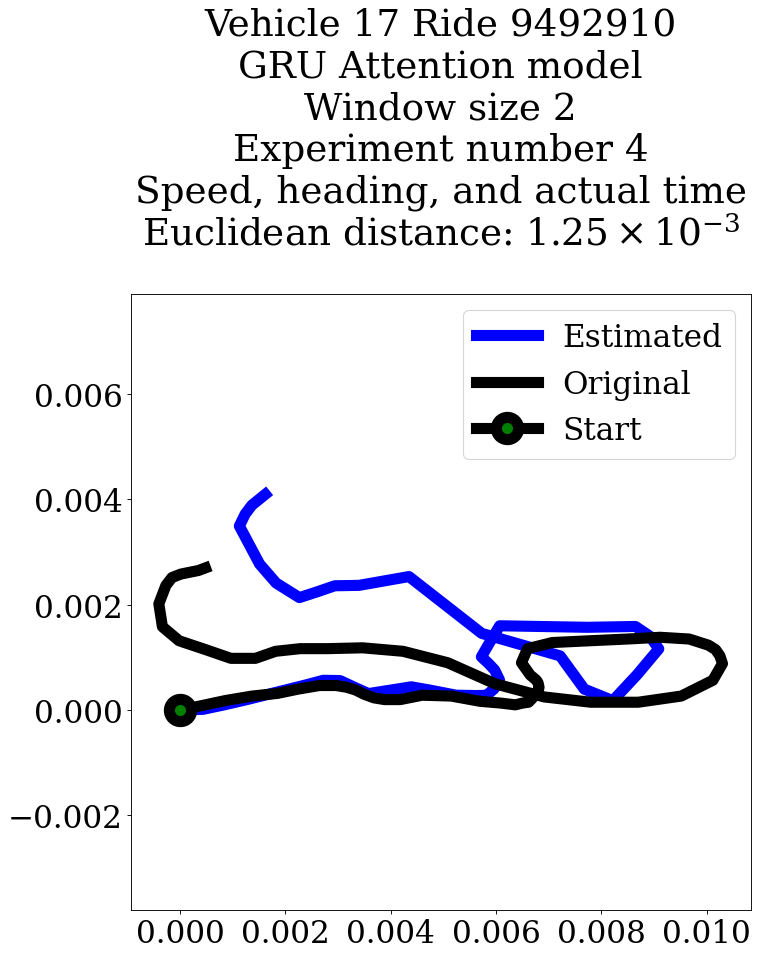 Vehicle 17 Ride 9492910
GRU Attention model
Window size 2
Experiment number 4
Speed, heading, and actual time
Euclidean distance: 1.25 × 10⁻³
Estimated
Original
Start
0.006
0.004
0.002
0.000
−0.002
0.000 0.002 0.004 0.006 0.008 0.010